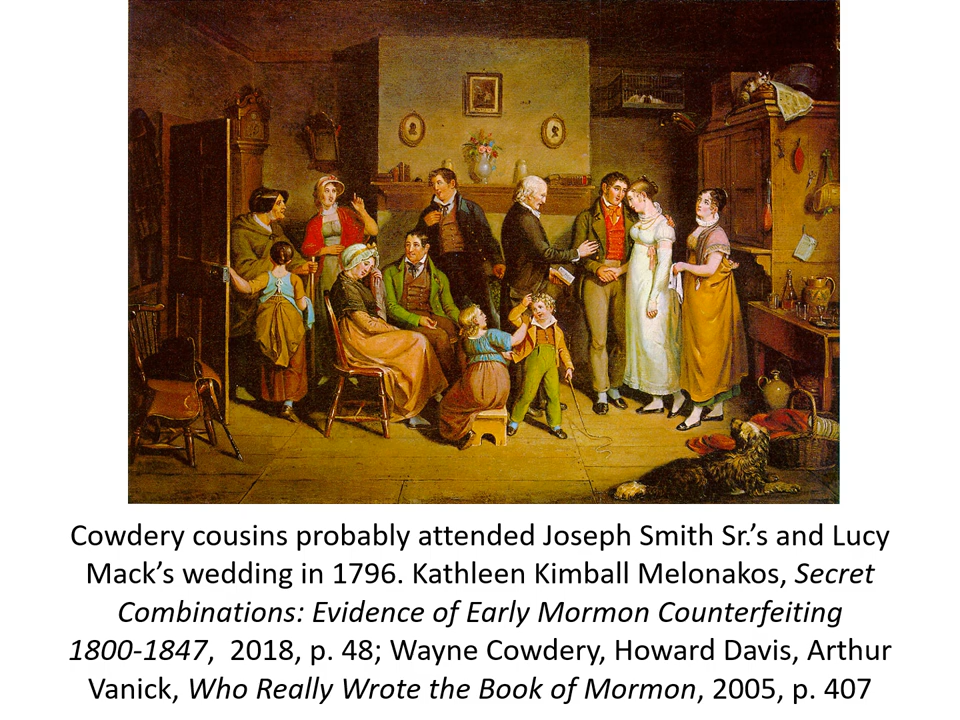 Cowdery cousins probably attended Joseph Smith Sr.’s and Lucy
Mack’s wedding in 1796. Kathleen Kimball Melonakos, Secret
Combinations: Evidence of Early Mormon Counterfeiting
1800-1847,  2018, p. 48; Wayne Cowdery, Howard Davis, Arthur
Vanick, Who Really Wrote the Book of Mormon, 2005, p. 407